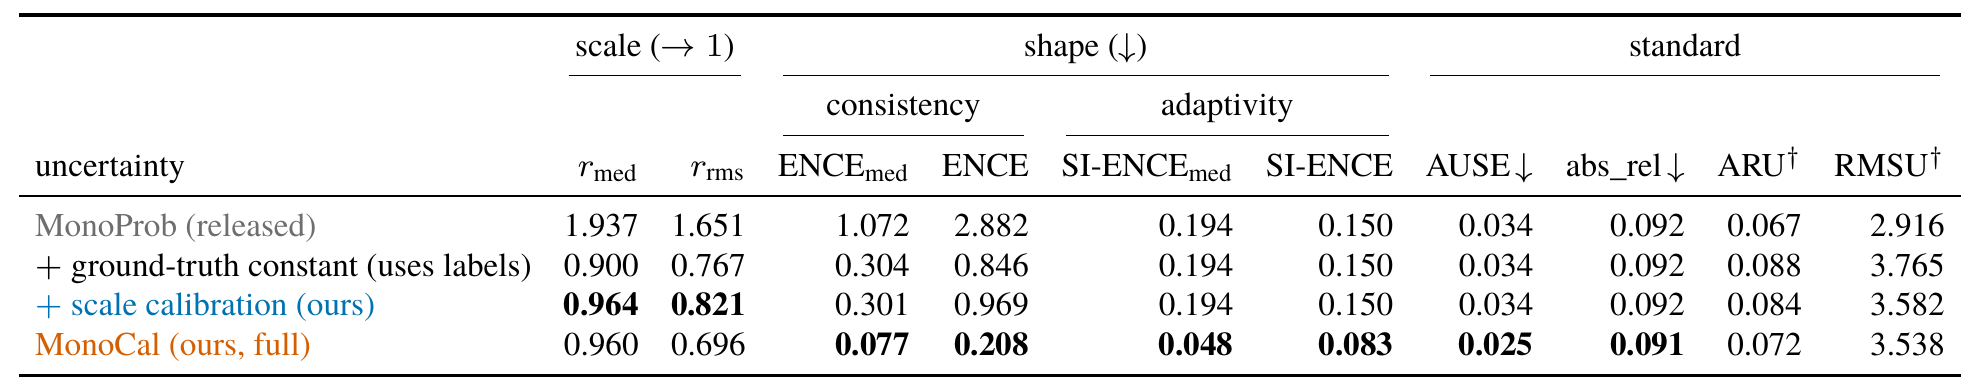 scale (→ 1) shape (↓) standard
consistency adaptivity
uncertainty r_med r_rms ENCE_med ENCE SI-ENCE_med SI-ENCE AUSE↓ abs_rel↓ ARU† RMSU†
MonoProb (released) 1.937 1.651 1.072 2.882 0.194 0.150 0.034 0.092 0.067 2.916
+ ground-truth constant (uses labels) 0.900 0.767 0.304 0.846 0.194 0.150 0.034 0.092 0.088 3.765
+ scale calibration (ours) 0.964 0.821 0.301 0.969 0.194 0.150 0.034 0.092 0.084 3.582
MonoCal (ours, full) 0.960 0.696 0.077 0.208 0.048 0.083 0.025 0.091 0.072 3.538